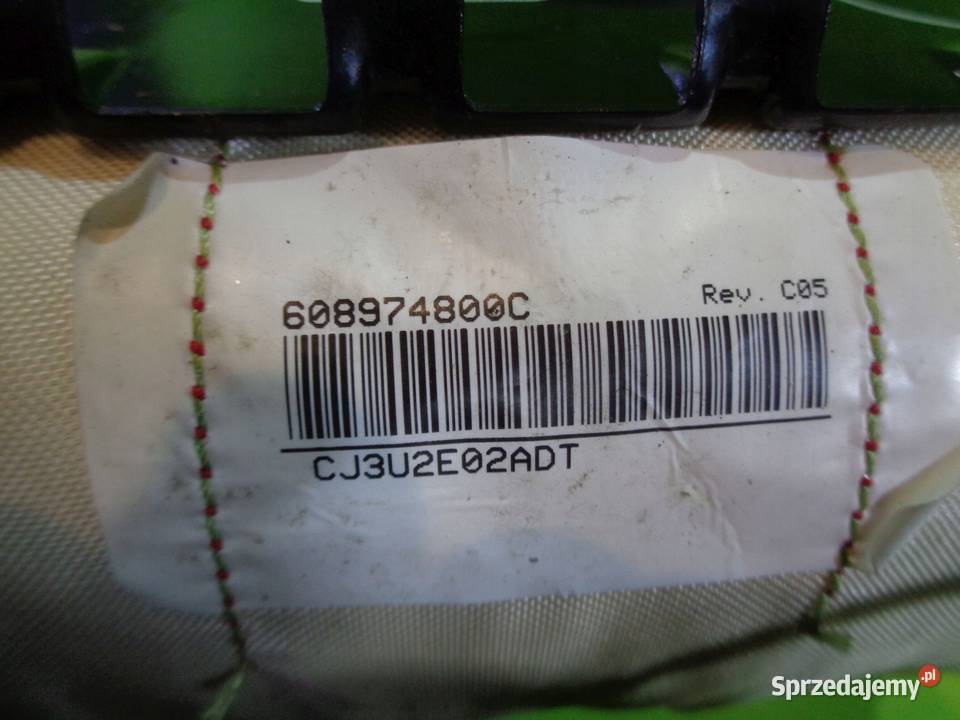 Rev. C05
608974800C
CJ3U2E02ADT
Sprzedajemy.pl